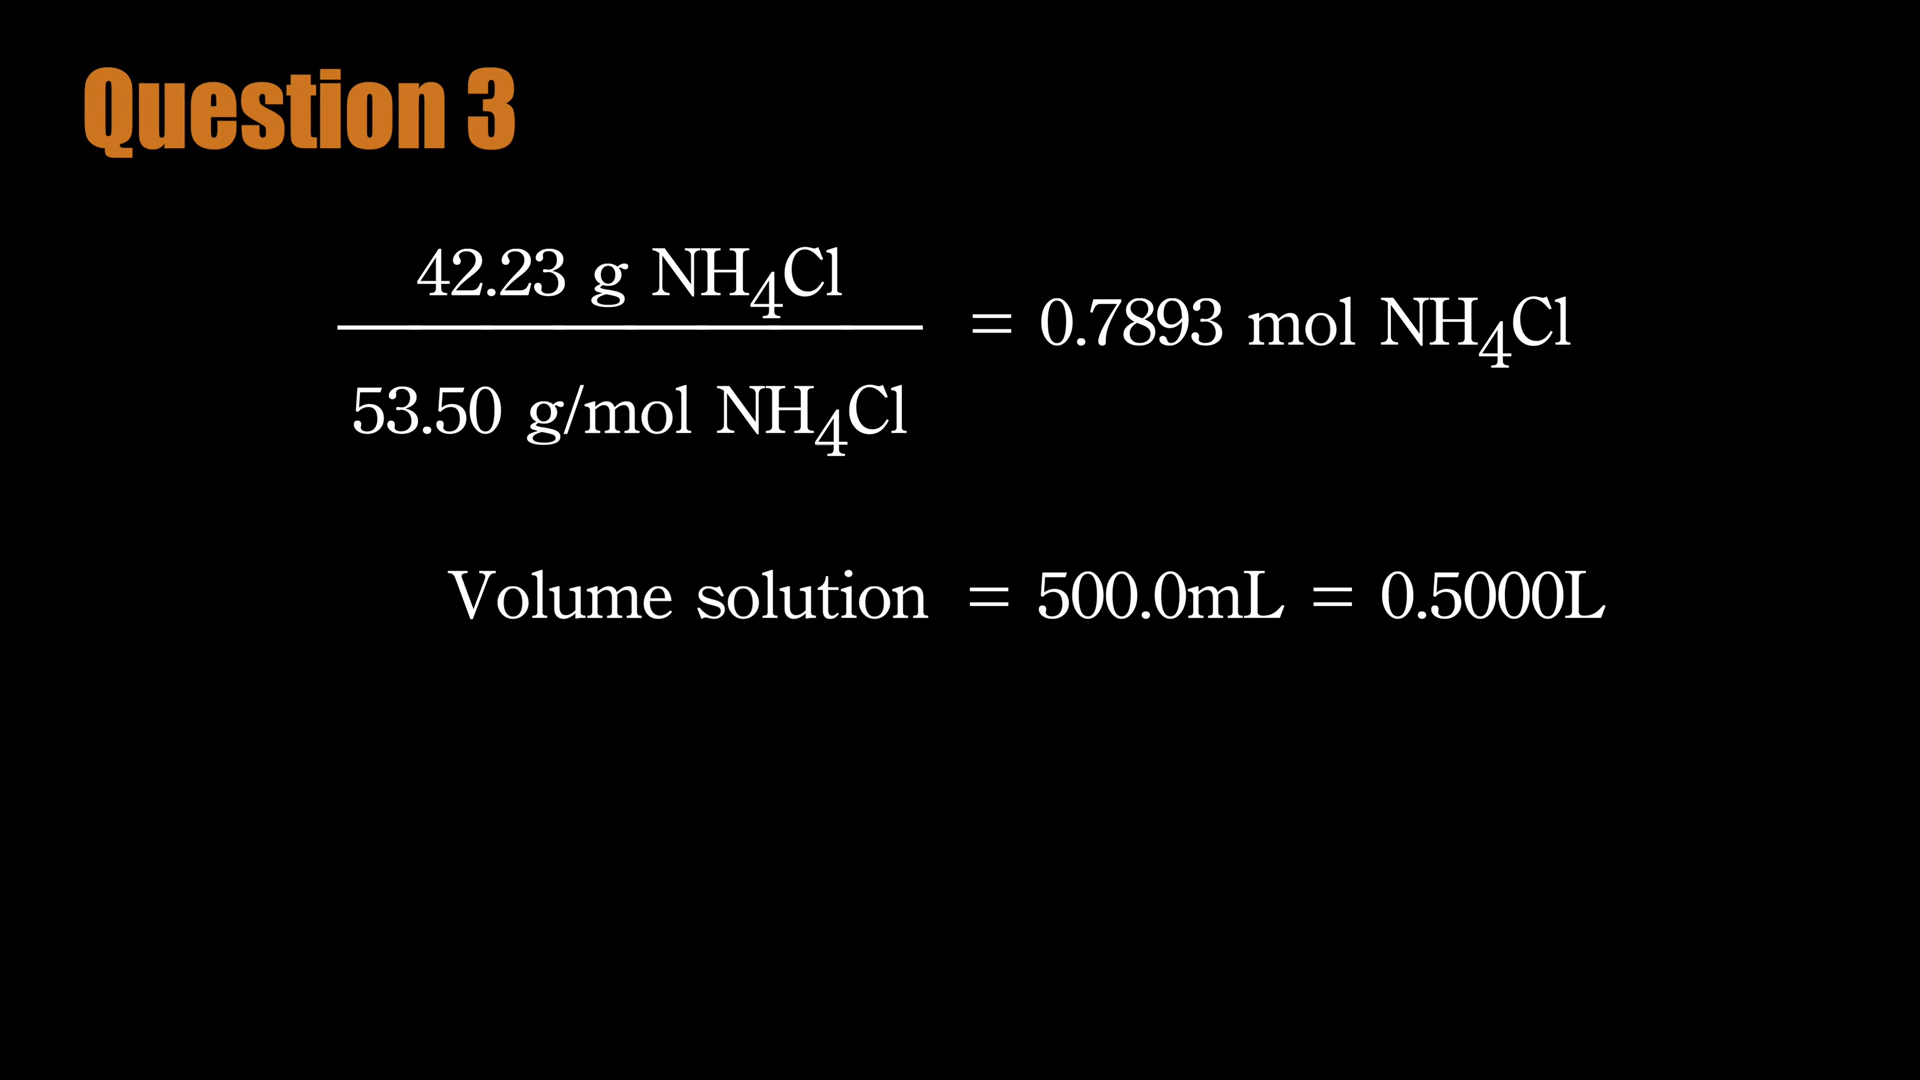 Question 3
42.23 g NH₄Cl
53.50 g/mol NH₄Cl
= 0.7893 mol NH₄Cl
Volume solution = 500.0mL = 0.5000L